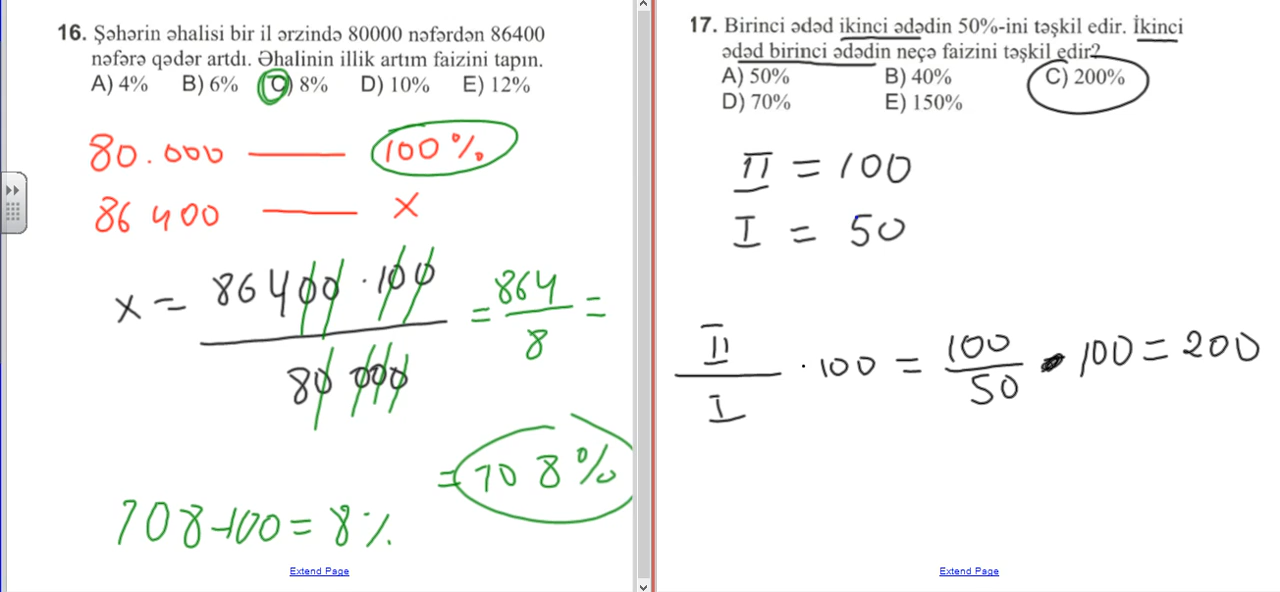 16. Şəhərin əhalisi bir il ərzində 80000 nəfərdən 86400
nəfərə qədər artdı. Əhalinin illik artım faizini tapın.
A) 4% B) 6% C) 8% D) 10% E) 12%
80.000 — 100%
86 400 — x
x = 86400 · 100 / 80 000 = 864 / 8 =
= 108%
108-100 = 8%
Extend Page
17. Birinci ədəd ikinci ədədin 50%-ini təşkil edir. İkinci
ədəd birinci ədədin neçə faizini təşkil edir?
A) 50% B) 40% C) 200%
D) 70% E) 150%
II = 100
I = 50
II / I · 100 = 100 / 50 · 100 = 200
Extend Page